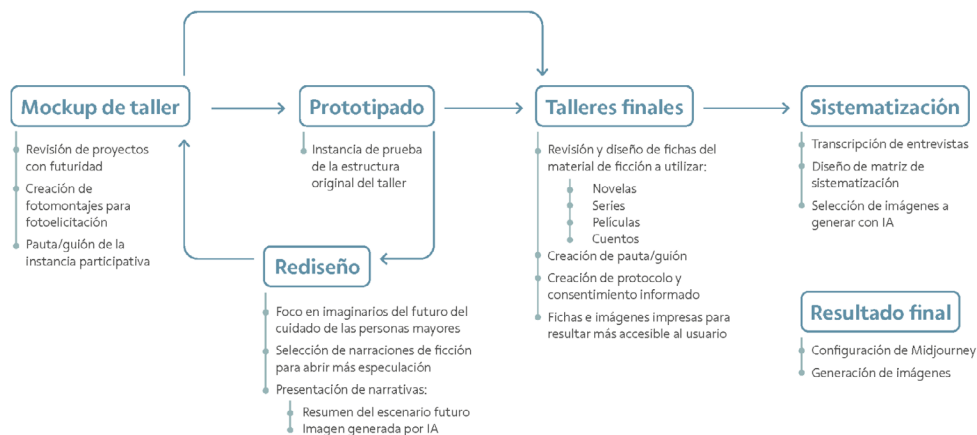 Mockup de taller
Revisión de proyectos
con futuridad
Creación de
fotomontajes para
fotoelicitación
Pauta/guión de la
instancia participativa
Prototipado
Instancia de prueba
de la estructura
original del taller
Rediseño
Foco en imaginarios del futuro del
cuidado de las personas mayores
Selección de narraciones de ficción
para abrir más especulación
Presentación de narrativas:
Resumen del escenario futuro
Imagen generada por IA
Talleres finales
Revisión y diseño de fichas del
material de ficción a utilizar:
Novelas
Series
Películas
Cuentos
Creación de pauta/guión
Creación de protocolo y
consentimiento informado
Fichas e imágenes impresas para
resultar más accesible al usuario
Sistematización
Transcripción de entrevistas
Diseño de matriz de
sistematización
Selección de imágenes a
generar con IA
Resultado final
Configuración de Midjourney
Generación de imágenes